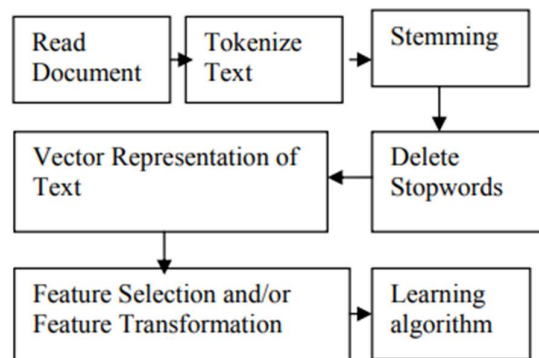 Read
Document
Tokenize
Text
Stemming
Delete
Stopwords
Vector Representation of
Text
Feature Selection and/or
Feature Transformation
Learning
algorithm